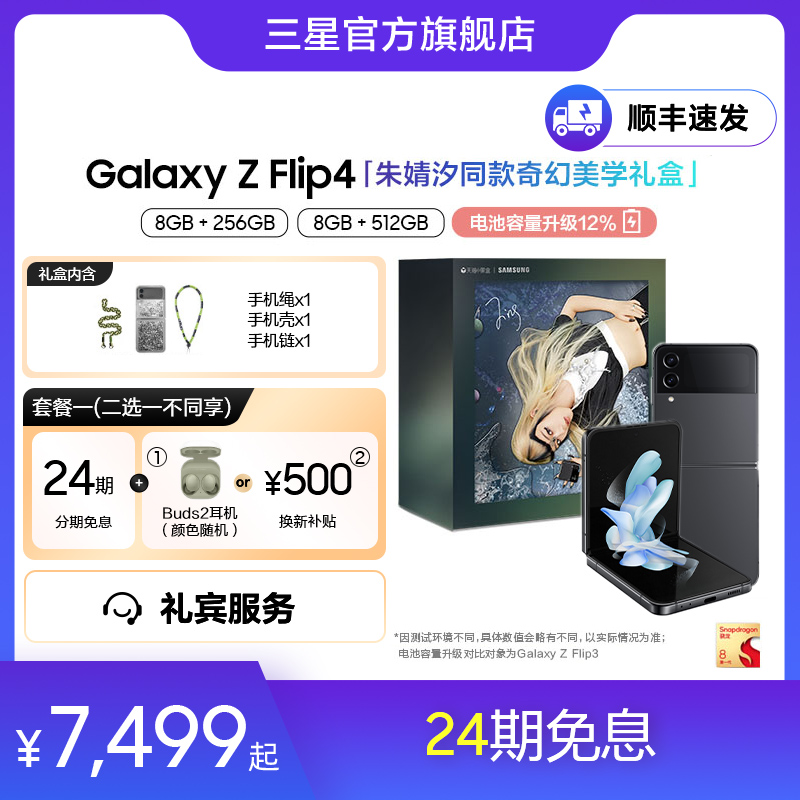 三星官方旗舰店
顺丰速发
Galaxy Z Flip4「朱婧汐同款奇幻美学礼盒」
8GB + 256GB
8GB + 512GB
电池容量升级12%
礼盒内含
手机绳x1
手机壳x1
手机链x1
天猫小黑盒 | SAMSUNG
套餐一(二选一不同享)
24期
分期免息
+
①
Buds2耳机
(颜色随机)
or
¥500
②
换新补贴
礼宾服务
*因测试环境不同,具体数值会略有不同,以实际情况为准;
电池容量升级对比对象为Galaxy Z Flip3
Snapdragon
骁龙
8
¥7,499起
24期免息